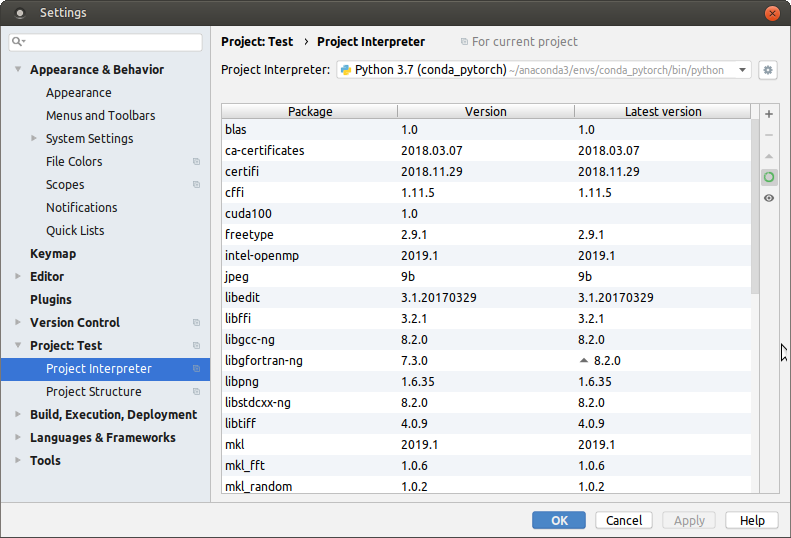 Settings
Project: Test › Project Interpreter For current project
Project Interpreter: Python 3.7 (conda_pytorch) ~/anaconda3/envs/conda_pytorch/bin/python
Appearance & Behavior
Appearance
Menus and Toolbars
System Settings
File Colors
Scopes
Notifications
Quick Lists
Keymap
Editor
Plugins
Version Control
Project: Test
Project Interpreter
Project Structure
Build, Execution, Deployment
Languages & Frameworks
Tools
Package Version Latest version
blas 1.0 1.0
ca-certificates 2018.03.07 2018.03.07
certifi 2018.11.29 2018.11.29
cffi 1.11.5 1.11.5
cuda100 1.0
freetype 2.9.1 2.9.1
intel-openmp 2019.1 2019.1
jpeg 9b 9b
libedit 3.1.20170329 3.1.20170329
libffi 3.2.1 3.2.1
libgcc-ng 8.2.0 8.2.0
libgfortran-ng 7.3.0 8.2.0
libpng 1.6.35 1.6.35
libstdcxx-ng 8.2.0 8.2.0
libtiff 4.0.9 4.0.9
mkl 2019.1 2019.1
mkl_fft 1.0.6 1.0.6
mkl_random 1.0.2 1.0.2
OK Cancel Apply Help